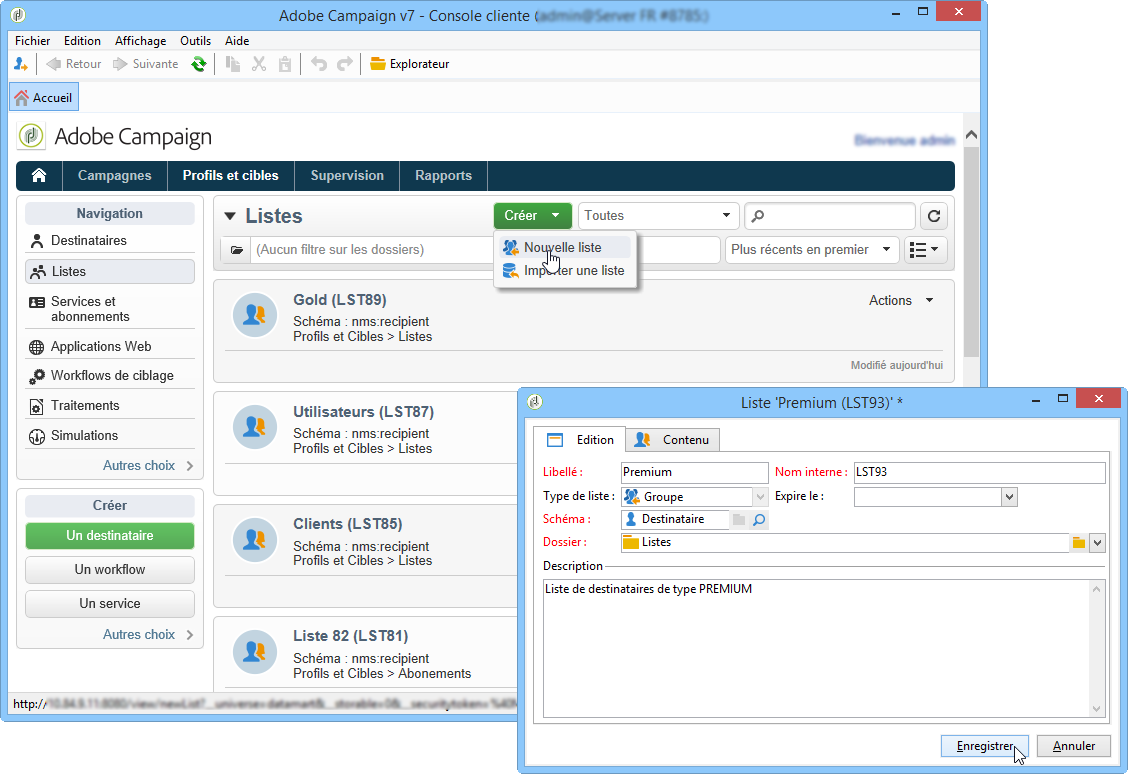 Adobe Campaign v7 - Console cliente (
Fichier Edition Affichage Outils Aide
Retour Suivante Explorateur
Accueil
Adobe Campaign
Bienvenue admin
Campagnes Profils et cibles Supervision Rapports
Navigation
Destinataires
Listes
Services et
abonnements
Applications Web
Workflows de ciblage
Traitements
Simulations
Autres choix
Créer
Un destinataire
Un workflow
Un service
Autres choix
Listes Créer Toutes
(Aucun filtre sur les dossiers) Plus récents en premier
Nouvelle liste
Importer une liste
Gold (LST89) Actions
Schéma : nms:recipient
Profils et Cibles > Listes
Modifié aujourd'hui
Utilisateurs (LST87)
Schéma : nms:recipient
Profils et Cibles > Listes
Clients (LST85)
Schéma : nms:recipient
Profils et Cibles > Listes
Liste 82 (LST81)
Schéma : nms:recipient
Profils et Cibles > Abonements
http://
Liste 'Premium (LST93)' *
Edition Contenu
Libellé : Premium Nom interne : LST93
Type de liste : Groupe Expire le :
Schéma : Destinataire
Dossier : Listes
Description
Liste de destinataires de type PREMIUM
Enregistrer Annuler